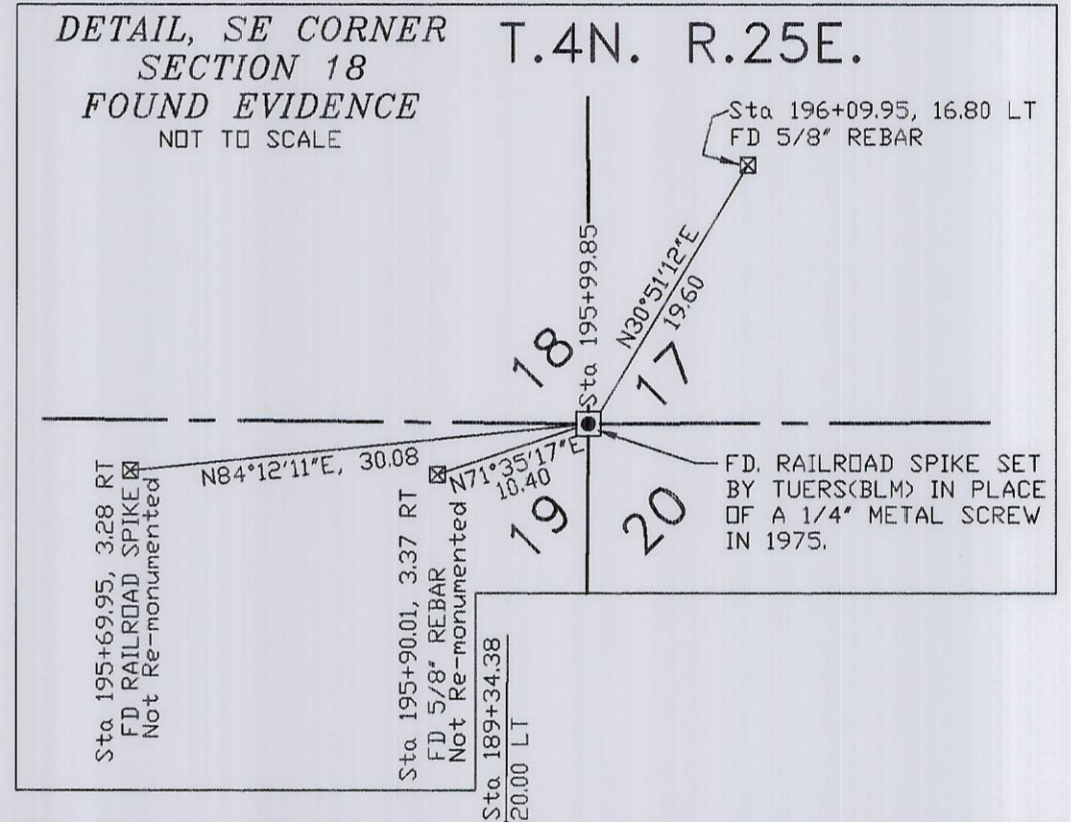 DETAIL, SE CORNER
SECTION 18
FOUND EVIDENCE
NOT TO SCALE
T.4N. R.25E.
Sta 196+09.95, 16.80 LT
FD 5/8" REBAR
Sta 195+99.85
N30°51'12"E
19.60
18
17
N84°12'11"E, 30.08
N71°35'17"E
10.40
19
20
FD. RAILROAD SPIKE SET
BY TUERS(BLM) IN PLACE
OF A 1/4" METAL SCREW
IN 1975.
Sta 195+69.95, 3.28 RT
FD RAILROAD SPIKE
Not Re-monumented
Sta 195+90.01, 3.37 RT
FD 5/8" REBAR
Not Re-monumented
Sta 189+34.38
20.00 LT